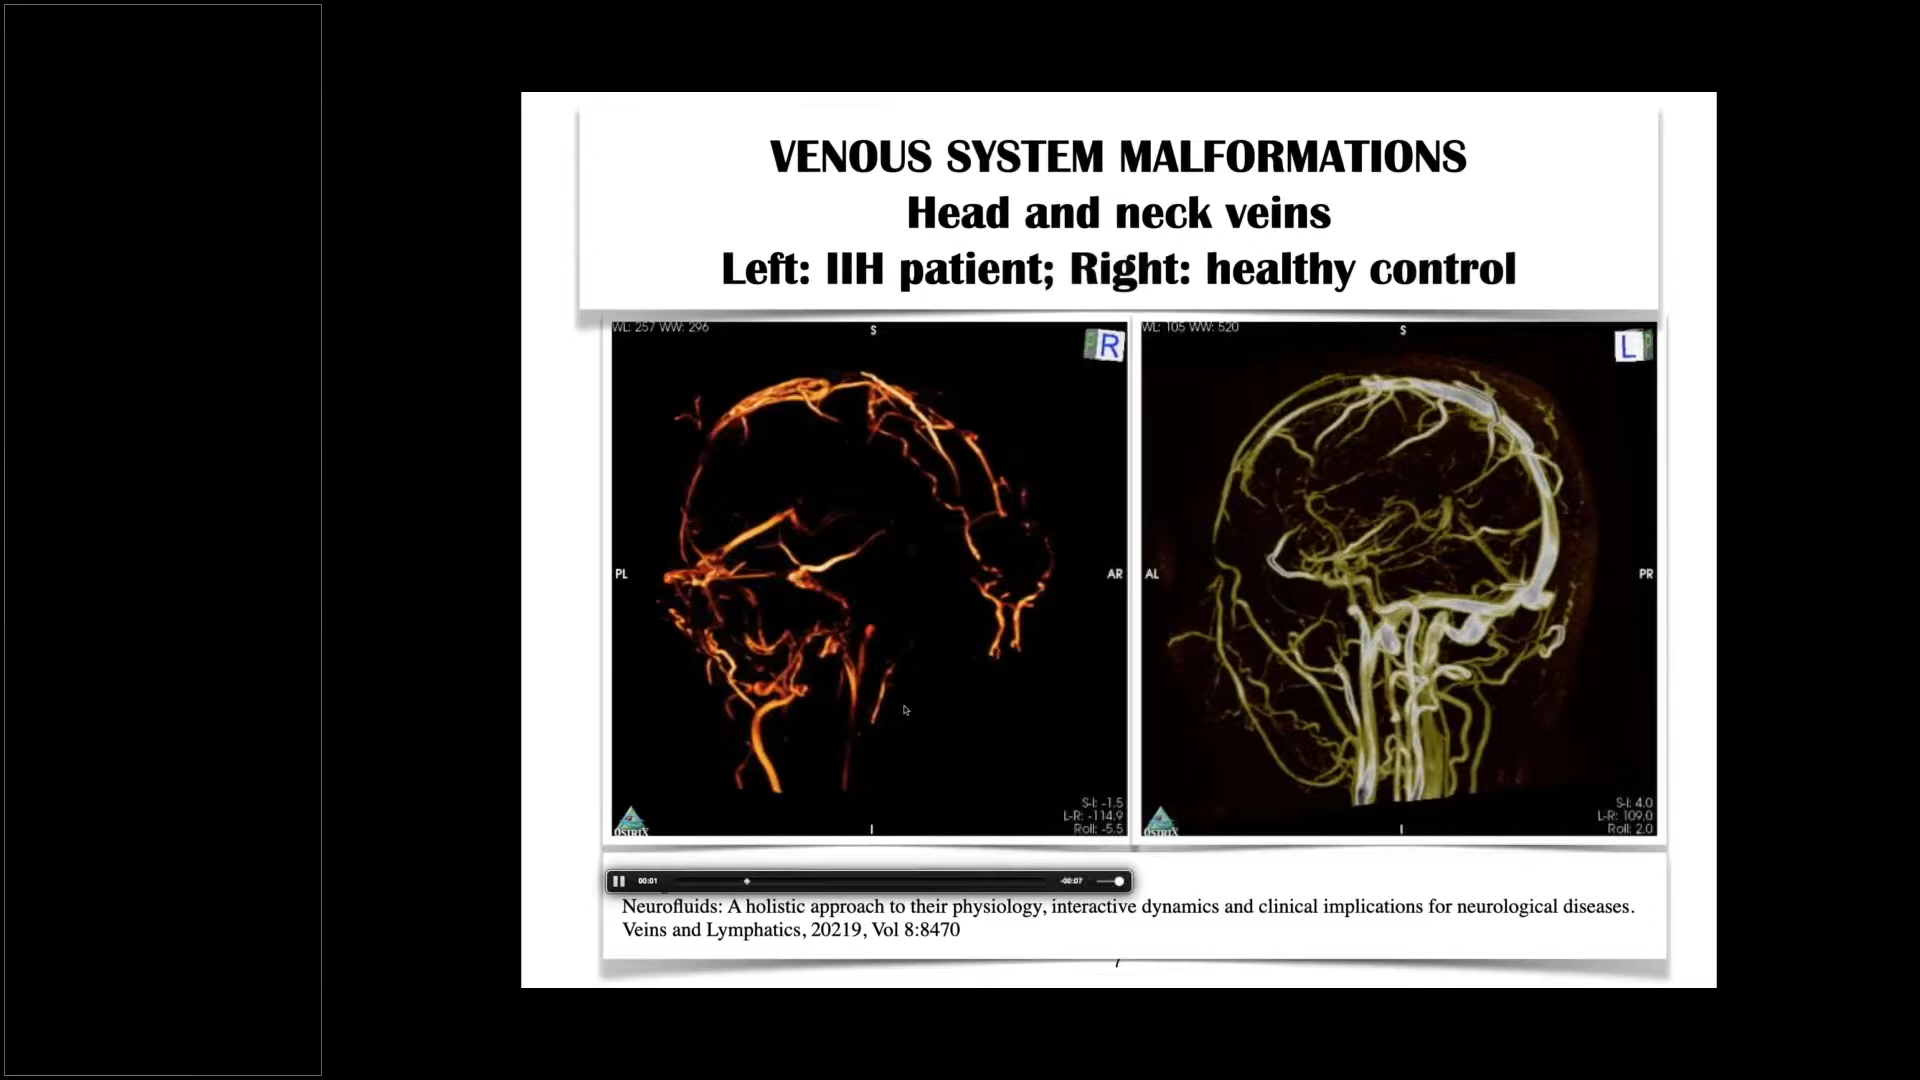 VENOUS SYSTEM MALFORMATIONS
Head and neck veins
Left: IIH patient; Right: healthy control
WL: 257 WW: 296
S
R
PL
AR
S-I: -1.5
L-R: -114.9
Roll: -5.5
I
OSIRIX
WL: 105 WW: 520
S
L
AL
PR
S-I: 4.0
L-R: 109.0
Roll: 2.0
I
OSIRIX
00:01
-00:07
Neurofluids: A holistic approach to their physiology, interactive dynamics and clinical implications for neurological diseases.
Veins and Lymphatics, 20219, Vol 8:8470